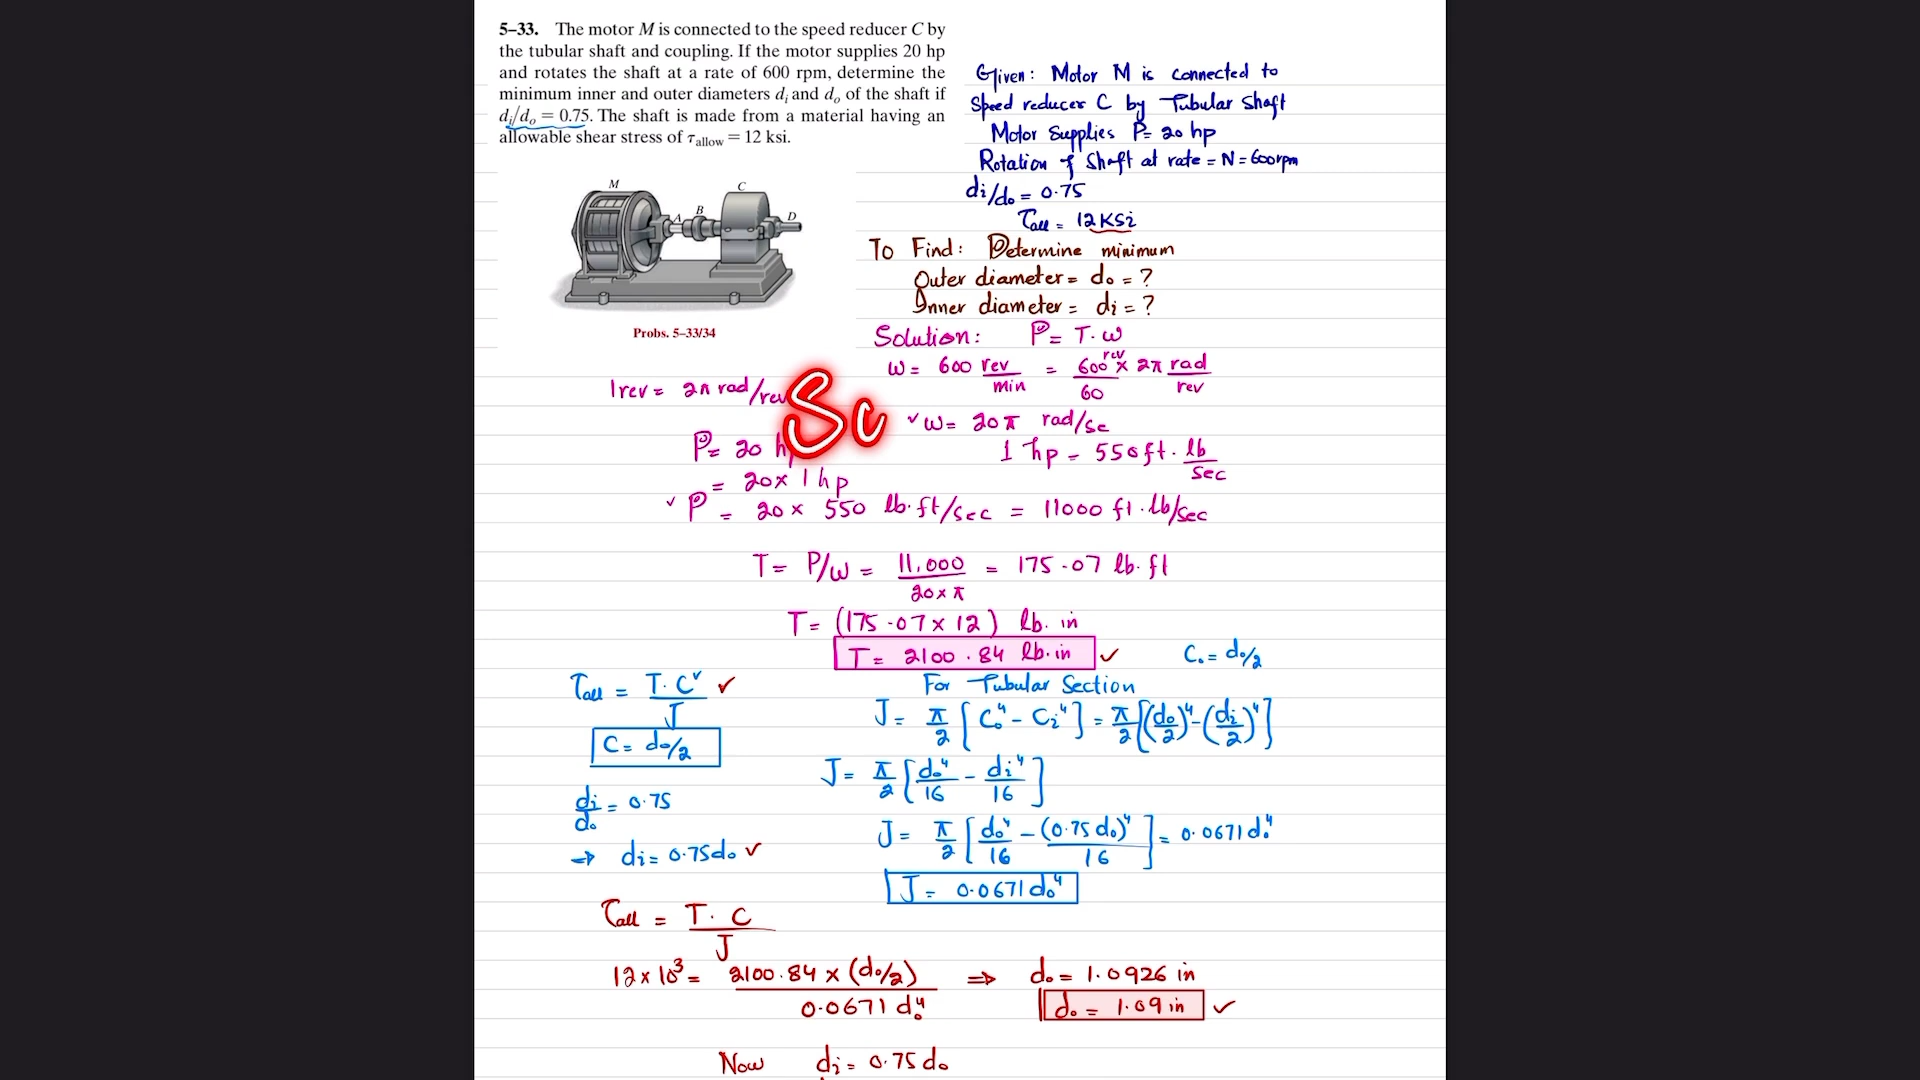 5–33. The motor M is connected to the speed reducer C by
the tubular shaft and coupling. If the motor supplies 20 hp
and rotates the shaft at a rate of 600 rpm, determine the
minimum inner and outer diameters dᵢ and dₒ of the shaft if
dᵢ/dₒ = 0.75. The shaft is made from a material having an
allowable shear stress of τallow = 12 ksi.
M
C
A
B
D
Probs. 5–33/34
Given: Motor M is connected to
Speed reducer C by Tubular Shaft
Motor Supplies P= 20 hp
Rotation of Shaft at rate = N = 600rpm
di/do = 0.75
τall = 12 KSi
To Find: Determine minimum
Outer diameter = do = ?
Inner diameter = di = ?
Solution: P = T. ω
ω = 600 rev/min = 600 rev/60 × 2π rad/rev
1rev = 2π rad/rev
Sc
✓ω = 20π rad/se
P= 20 h
1 hp = 550ft. lb/sec
= 20× 1 hp
✓ P = 20 × 550 lb.ft/sec = 11000 ft.lb/sec
T = P/ω = 11,000/20×π = 175.07 lb.ft
T = (175.07×12) lb. in
T = 2100.84 lb.in ✓
Co = do/2
τall = T. C✓/J ✓
For Tubular Section
J = π/2 [Co⁴ - Ci⁴] = π/2[(do/2)⁴-(di/2)⁴]
C= do/2
J= π/2 [do⁴/16 - di⁴/16]
di/do = 0.75
J = π/2 [do⁴/16 - (0.75do)⁴/16] = 0.0671do⁴
⇒ di= 0.75do ✓
J = 0.0671do⁴
τall = T. C/J
12×10³ = 2100.84 × (do/2)/0.0671 do⁴ ⇒ do = 1.0926 in
do = 1.09 in ✓
Now di = 0.75 do